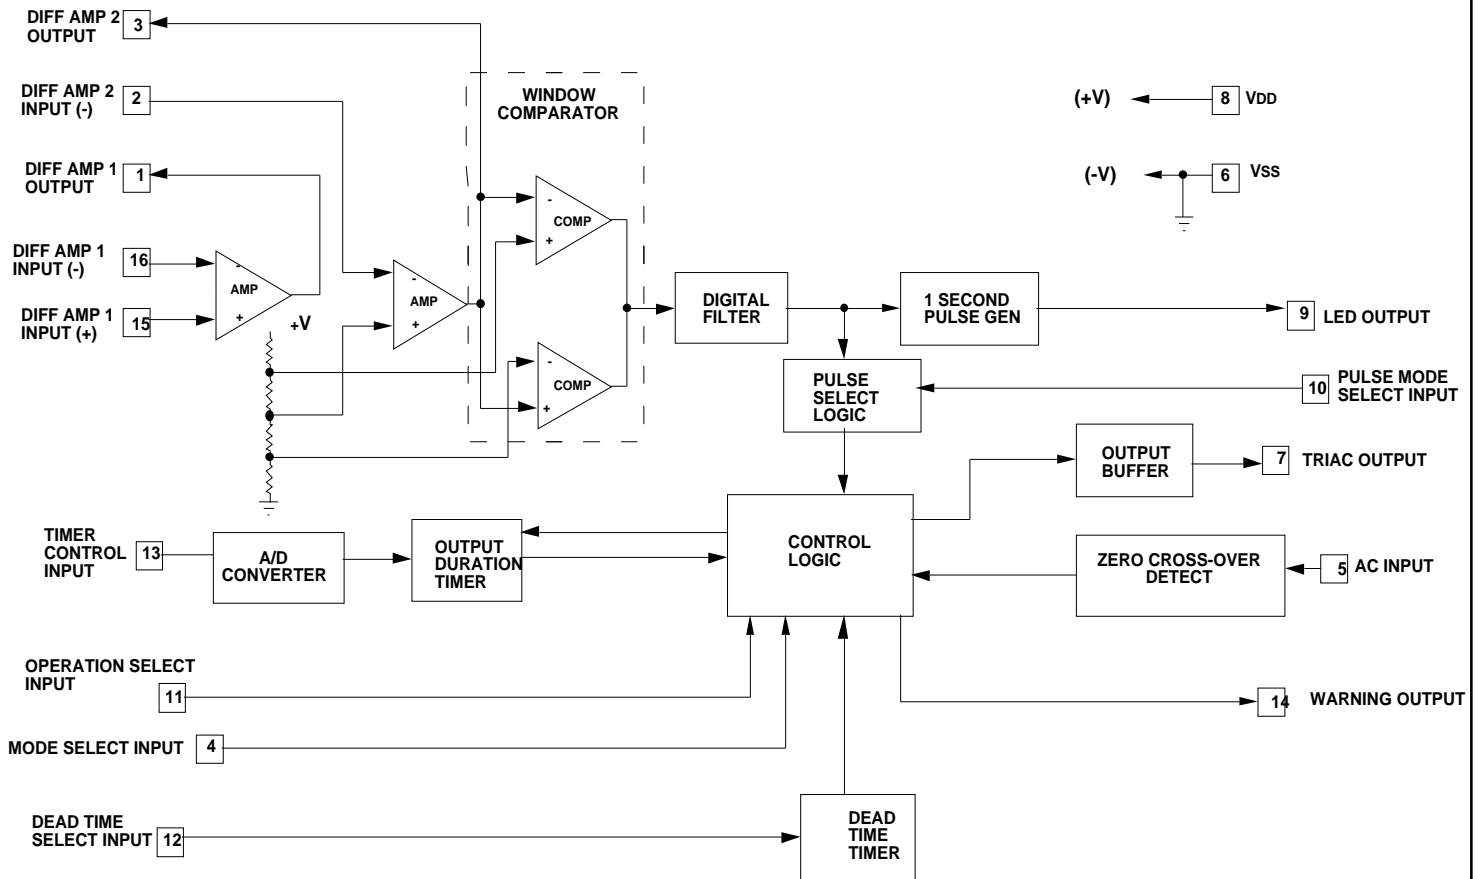 DIFF AMP 2
OUTPUT
3
DIFF AMP 2
INPUT (-)
2
DIFF AMP 1
OUTPUT
1
DIFF AMP 1
INPUT (-)
16
DIFF AMP 1
INPUT (+)
15
-
AMP
+
+V
-
AMP
+
WINDOW
COMPARATOR
-
COMP
+
-
COMP
+
(+V)
8
VDD
(-V)
6
VSS
DIGITAL
FILTER
1 SECOND
PULSE GEN
9
LED OUTPUT
PULSE
SELECT
LOGIC
10
PULSE MODE
SELECT INPUT
OUTPUT
BUFFER
7
TRIAC OUTPUT
TIMER
CONTROL
INPUT
13
A/D
CONVERTER
OUTPUT
DURATION
TIMER
CONTROL
LOGIC
ZERO CROSS-OVER
DETECT
5
AC INPUT
OPERATION SELECT
INPUT
11
14
WARNING OUTPUT
MODE SELECT INPUT
4
DEAD TIME
SELECT INPUT
12
DEAD
TIME
TIMER